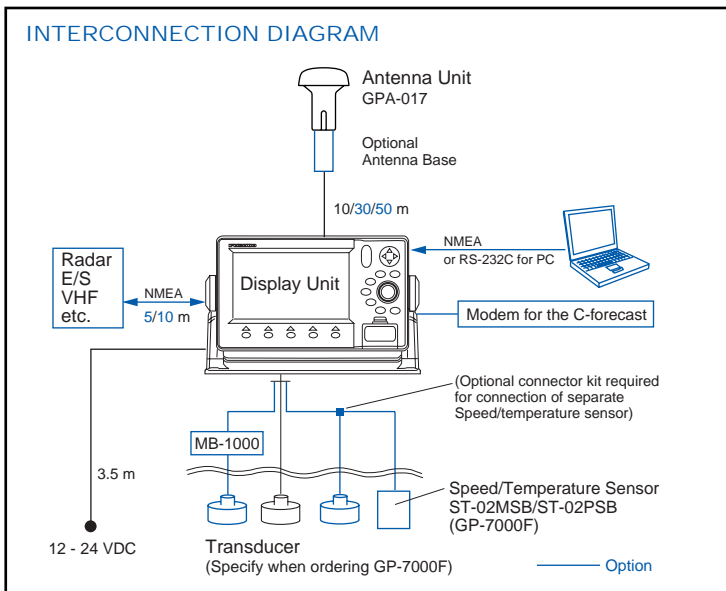 INTERCONNECTION DIAGRAM
Antenna Unit
GPA-017
Optional
Antenna Base
10/30/50 m
NMEA
or RS-232C for PC
Radar
E/S
VHF
etc.
NMEA
5/10 m
Display Unit
Modem for the C-forecast
(Optional connector kit required
for connection of separate
Speed/temperature sensor)
MB-1000
3.5 m
Speed/Temperature Sensor
ST-02MSB/ST-02PSB
(GP-7000F)
12 - 24 VDC
Transducer
(Specify when ordering GP-7000F)
Option